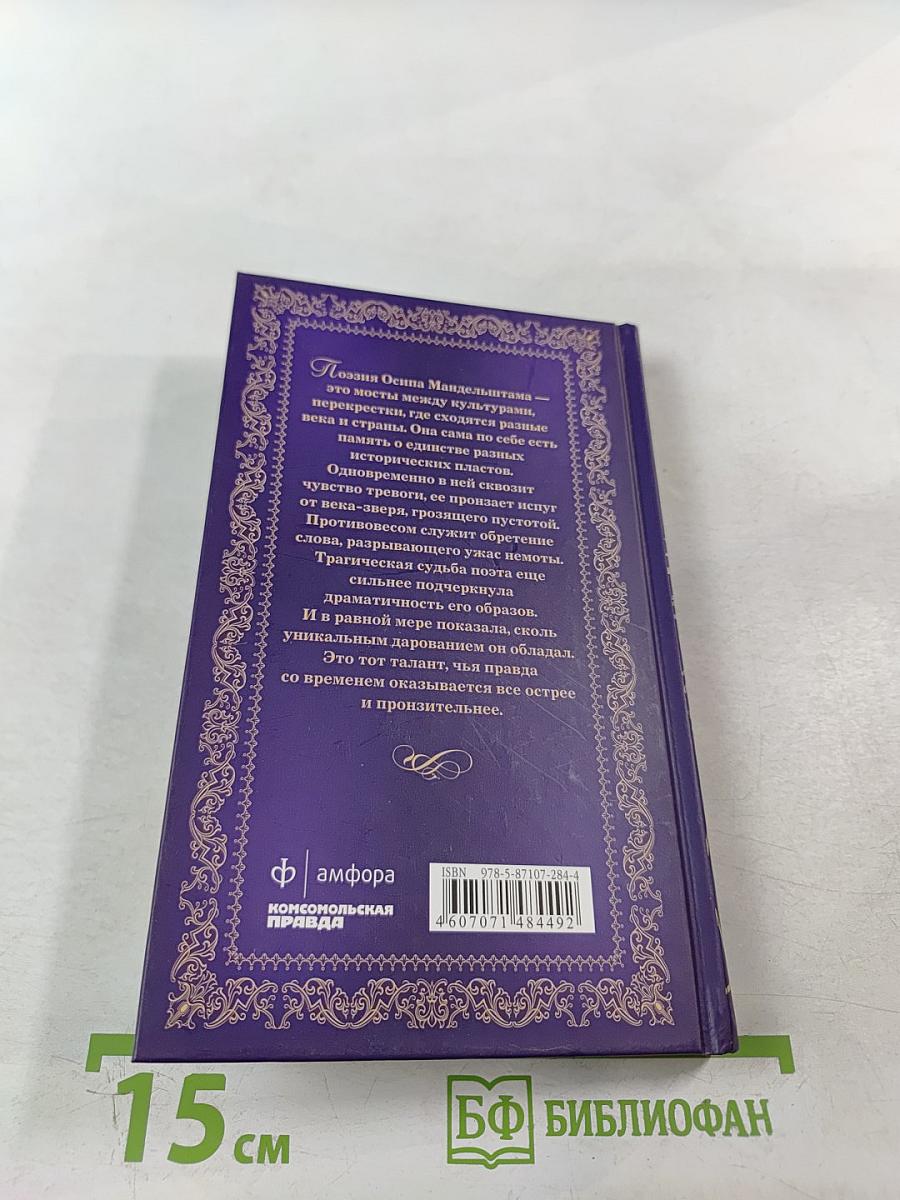 Поэзия Осипа Мандельштама —
это мосты между культурами,
перекрестки, где сходятся разные
века и страны. Она сама по себе есть
память о единстве разных
исторических пластов.
Одновременно в ней сквозит
чувство тревоги, ее пронзает испуг
от века-зверя, грозящего пустотой.
Противовесом служит обретение
слова, разрывающего ужас немоты.
Трагическая судьба поэта еще
сильнее подчеркнула
драматичность его образов.
И в равной мере показала, сколь
уникальным дарованием он обладал.
Это тот талант, чья правда
со временем оказывается все острее
и пронзительнее.
ф | амфора
КОМСОМОЛЬСКАЯ
ПРАВДА
ISBN 978-5-87107-284-4
4607071 484492
15 см
БФ БИБЛИОФАН